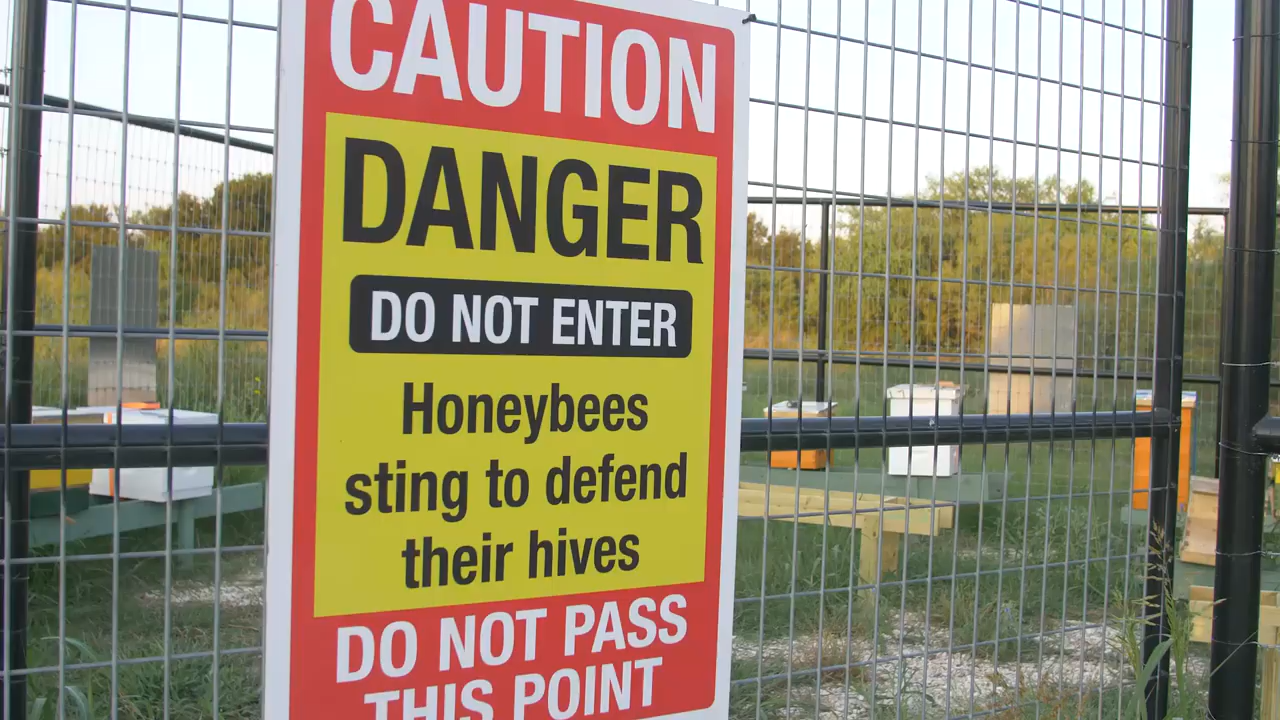 CAUTION
DANGER
DO NOT ENTER
Honeybees
sting to defend
their hives
DO NOT PASS
THIS POINT